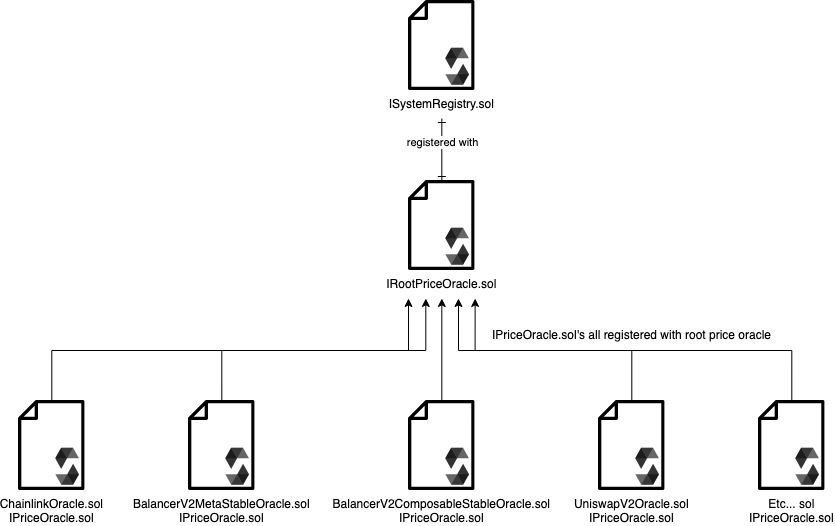 ISystemRegistry.sol
registered with
IRootPriceOracle.sol
IPriceOracle.sol's all registered with root price oracle
ChainlinkOracle.sol
IPriceOracle.sol
BalancerV2MetaStableOracle.sol
IPriceOracle.sol
BalancerV2ComposableStableOracle.sol
IPriceOracle.sol
UniswapV2Oracle.sol
IPriceOracle.sol
Etc... sol
IPriceOracle.sol